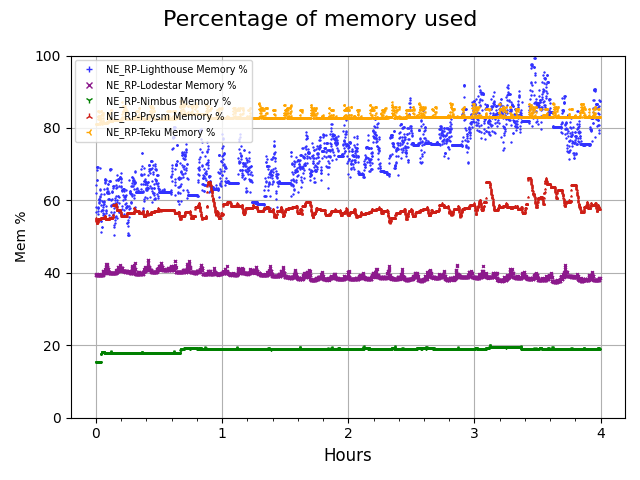 Percentage of memory used
100
80
60
40
20
0
Mem %
NE_RP-Lighthouse Memory %
NE_RP-Lodestar Memory %
NE_RP-Nimbus Memory %
NE_RP-Prysm Memory %
NE_RP-Teku Memory %
0 1 2 3 4
Hours